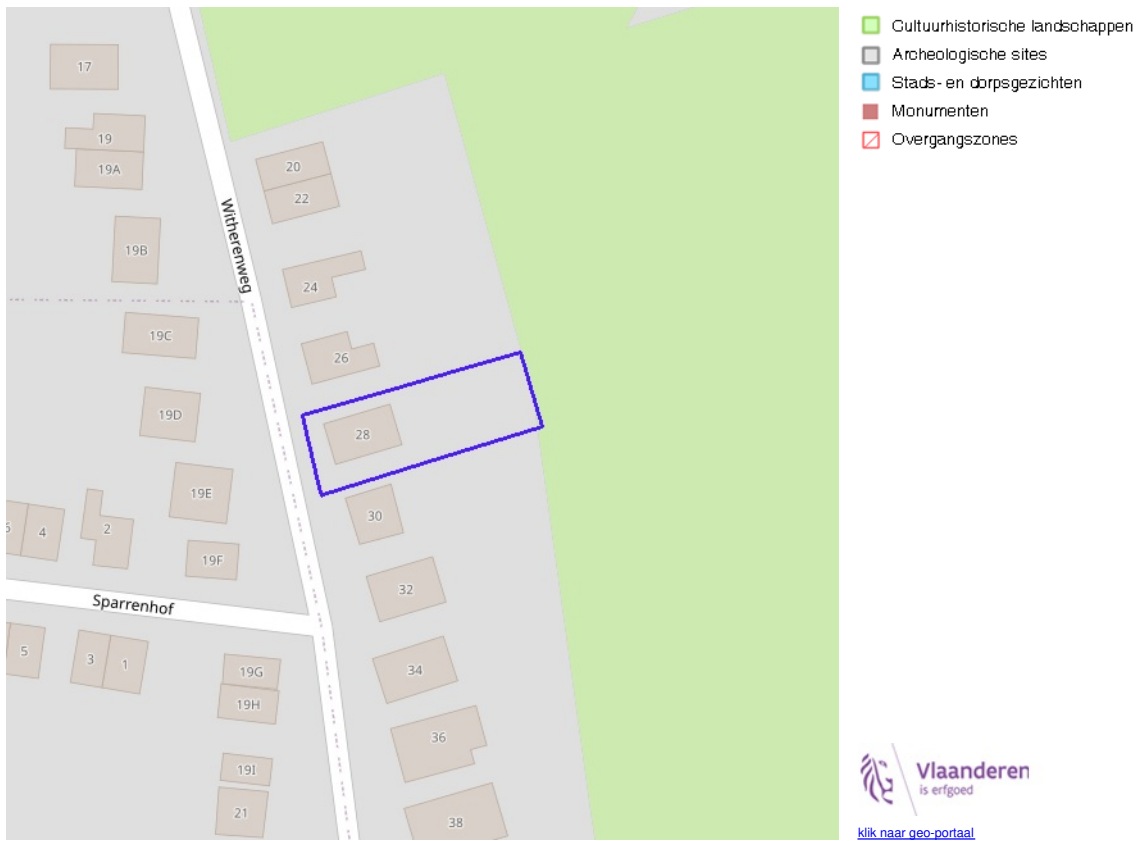 Cultuurhistorische landschappen
Archeologische sites
Stads- en dorpsgezichten
Monumenten
Overgangszones
17
19
19A
20
22
19B
Witherenweg
24
19C
26
19D
28
19E
4
2
30
19F
32
Sparrenhof
5
3
1
19G
34
19H
36
19I
21
38
Vlaanderen
is erfgoed
klik naar geo-portaal